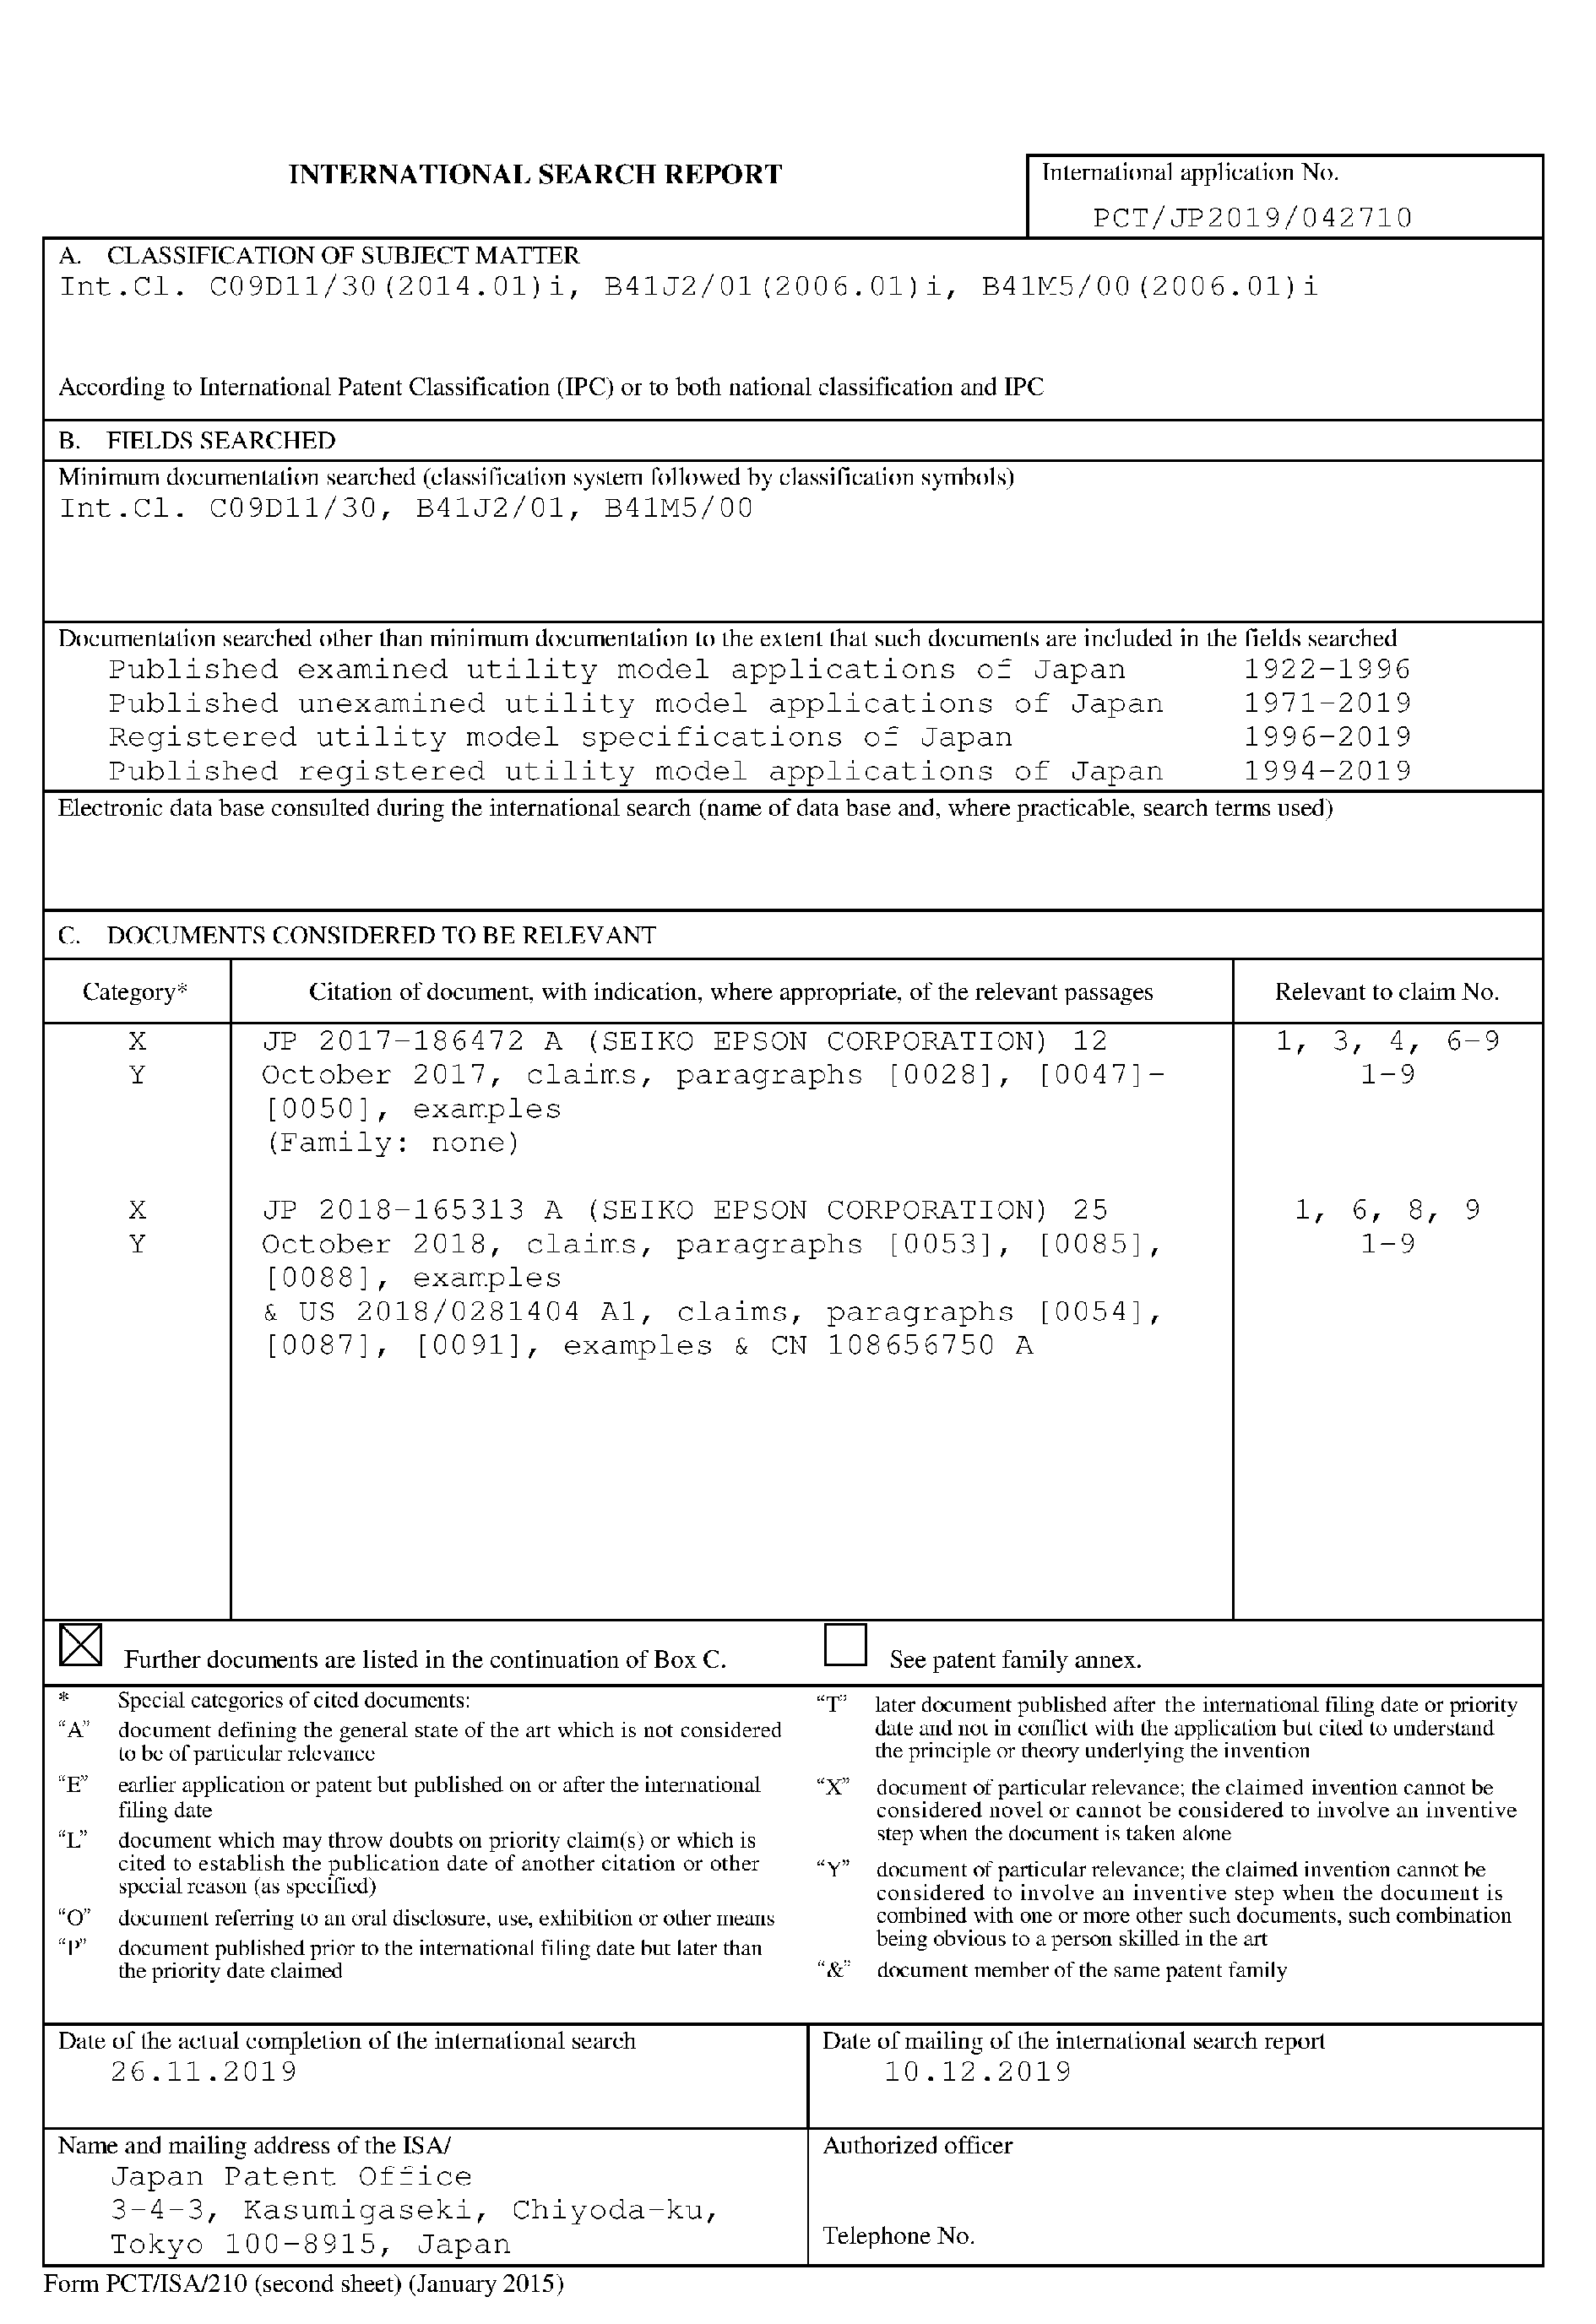 INTERNATIONAL SEARCH REPORT
International application No.
PCT/JP2019/042710
A. CLASSIFICATION OF SUBJECT MATTER
Int.Cl. C09D11/30(2014.01)i, B41J2/01(2006.01)i, B41M5/00(2006.01)i
According to International Patent Classification (IPC) or to both national classification and IPC
B. FIELDS SEARCHED
Minimum documentation searched (classification system followed by classification symbols)
Int.Cl. C09D11/30, B41J2/01, B41M5/00
Documentation searched other than minimum documentation to the extent that such documents are included in the fields searched
Published examined utility model applications of Japan 1922-1996
Published unexamined utility model applications of Japan 1971-2019
Registered utility model specifications of Japan 1996-2019
Published registered utility model applications of Japan 1994-2019
Electronic data base consulted during the international search (name of data base and, where practicable, search terms used)
C. DOCUMENTS CONSIDERED TO BE RELEVANT
Category* Citation of document, with indication, where appropriate, of the relevant passages Relevant to claim No.
X JP 2017-186472 A (SEIKO EPSON CORPORATION) 12 1, 3, 4, 6-9
Y October 2017, claims, paragraphs [0028], [0047]- 1-9
[0050], examples
(Family: none)
X JP 2018-165313 A (SEIKO EPSON CORPORATION) 25 1, 6, 8, 9
Y October 2018, claims, paragraphs [0053], [0085], 1-9
[0088], examples
& US 2018/0281404 A1, claims, paragraphs [0054],
[0087], [0091], examples & CN 108656750 A
Further documents are listed in the continuation of Box C.
See patent family annex.
* Special categories of cited documents:
“A” document defining the general state of the art which is not considered
to be of particular relevance
“E” earlier application or patent but published on or after the international
filing date
“L” document which may throw doubts on priority claim(s) or which is
cited to establish the publication date of another citation or other
special reason (as specified)
“O” document referring to an oral disclosure, use, exhibition or other means
“P” document published prior to the international filing date but later than
the priority date claimed
“T” later document published after the international filing date or priority
date and not in conflict with the application but cited to understand
the principle or theory underlying the invention
“X” document of particular relevance; the claimed invention cannot be
considered novel or cannot be considered to involve an inventive
step when the document is taken alone
“Y” document of particular relevance; the claimed invention cannot be
considered to involve an inventive step when the document is
combined with one or more other such documents, such combination
being obvious to a person skilled in the art
“&” document member of the same patent family
Date of the actual completion of the international search
26.11.2019
Date of mailing of the international search report
10.12.2019
Name and mailing address of the ISA/
Japan Patent Office
3-4-3, Kasumigaseki, Chiyoda-ku,
Tokyo 100-8915, Japan
Authorized officer
Telephone No.
Form PCT/ISA/210 (second sheet) (January 2015)